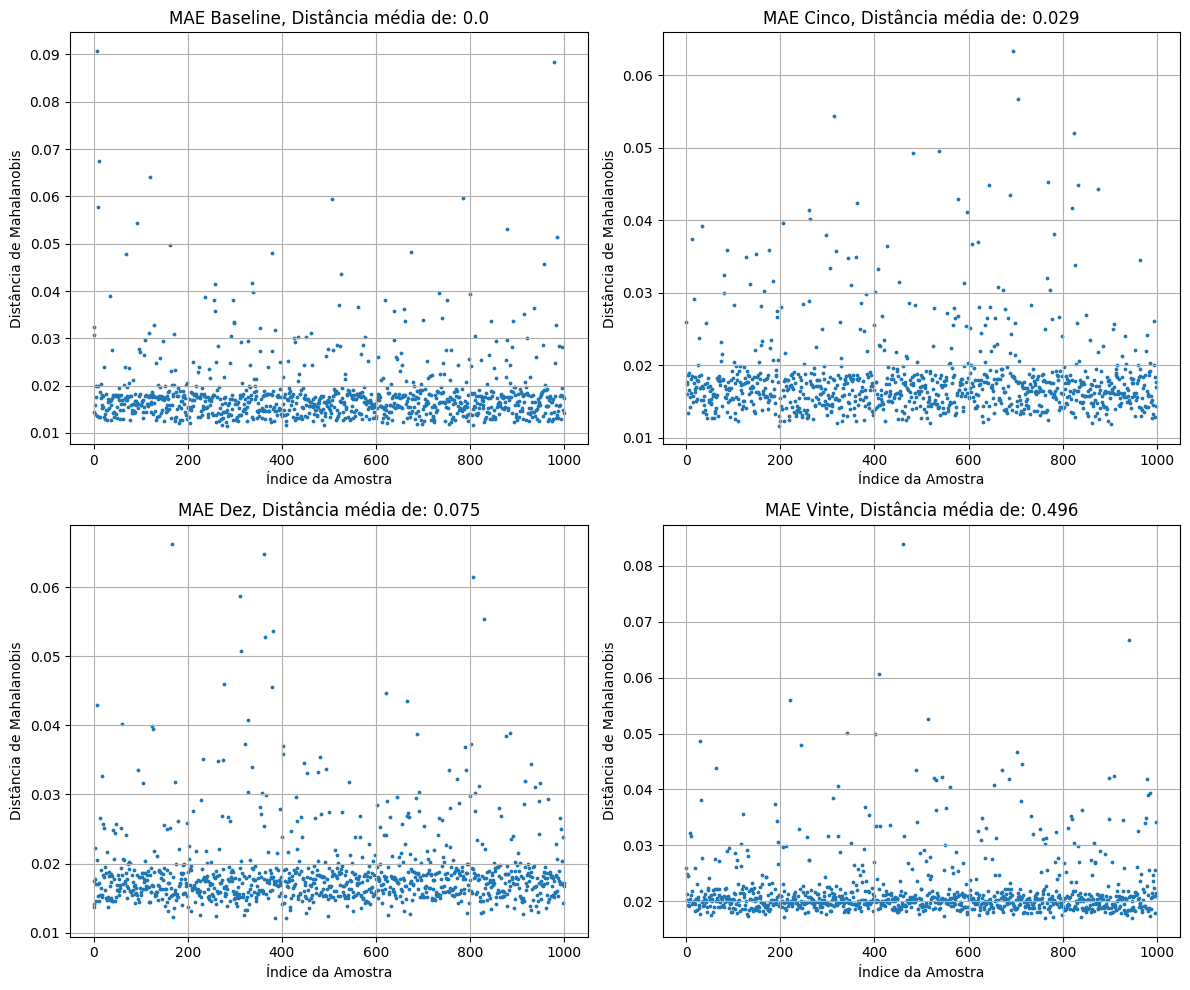 MAE Baseline, Distância média de: 0.0
Distância de Mahalanobis
0.09
0.08
0.07
0.06
0.05
0.04
0.03
0.02
0.01
0 200 400 600 800 1000
Índice da Amostra
MAE Cinco, Distância média de: 0.029
Distância de Mahalanobis
0.06
0.05
0.04
0.03
0.02
0.01
0 200 400 600 800 1000
Índice da Amostra
MAE Dez, Distância média de: 0.075
Distância de Mahalanobis
0.06
0.05
0.04
0.03
0.02
0.01
0 200 400 600 800 1000
Índice da Amostra
MAE Vinte, Distância média de: 0.496
Distância de Mahalanobis
0.08
0.07
0.06
0.05
0.04
0.03
0.02
0 200 400 600 800 1000
Índice da Amostra